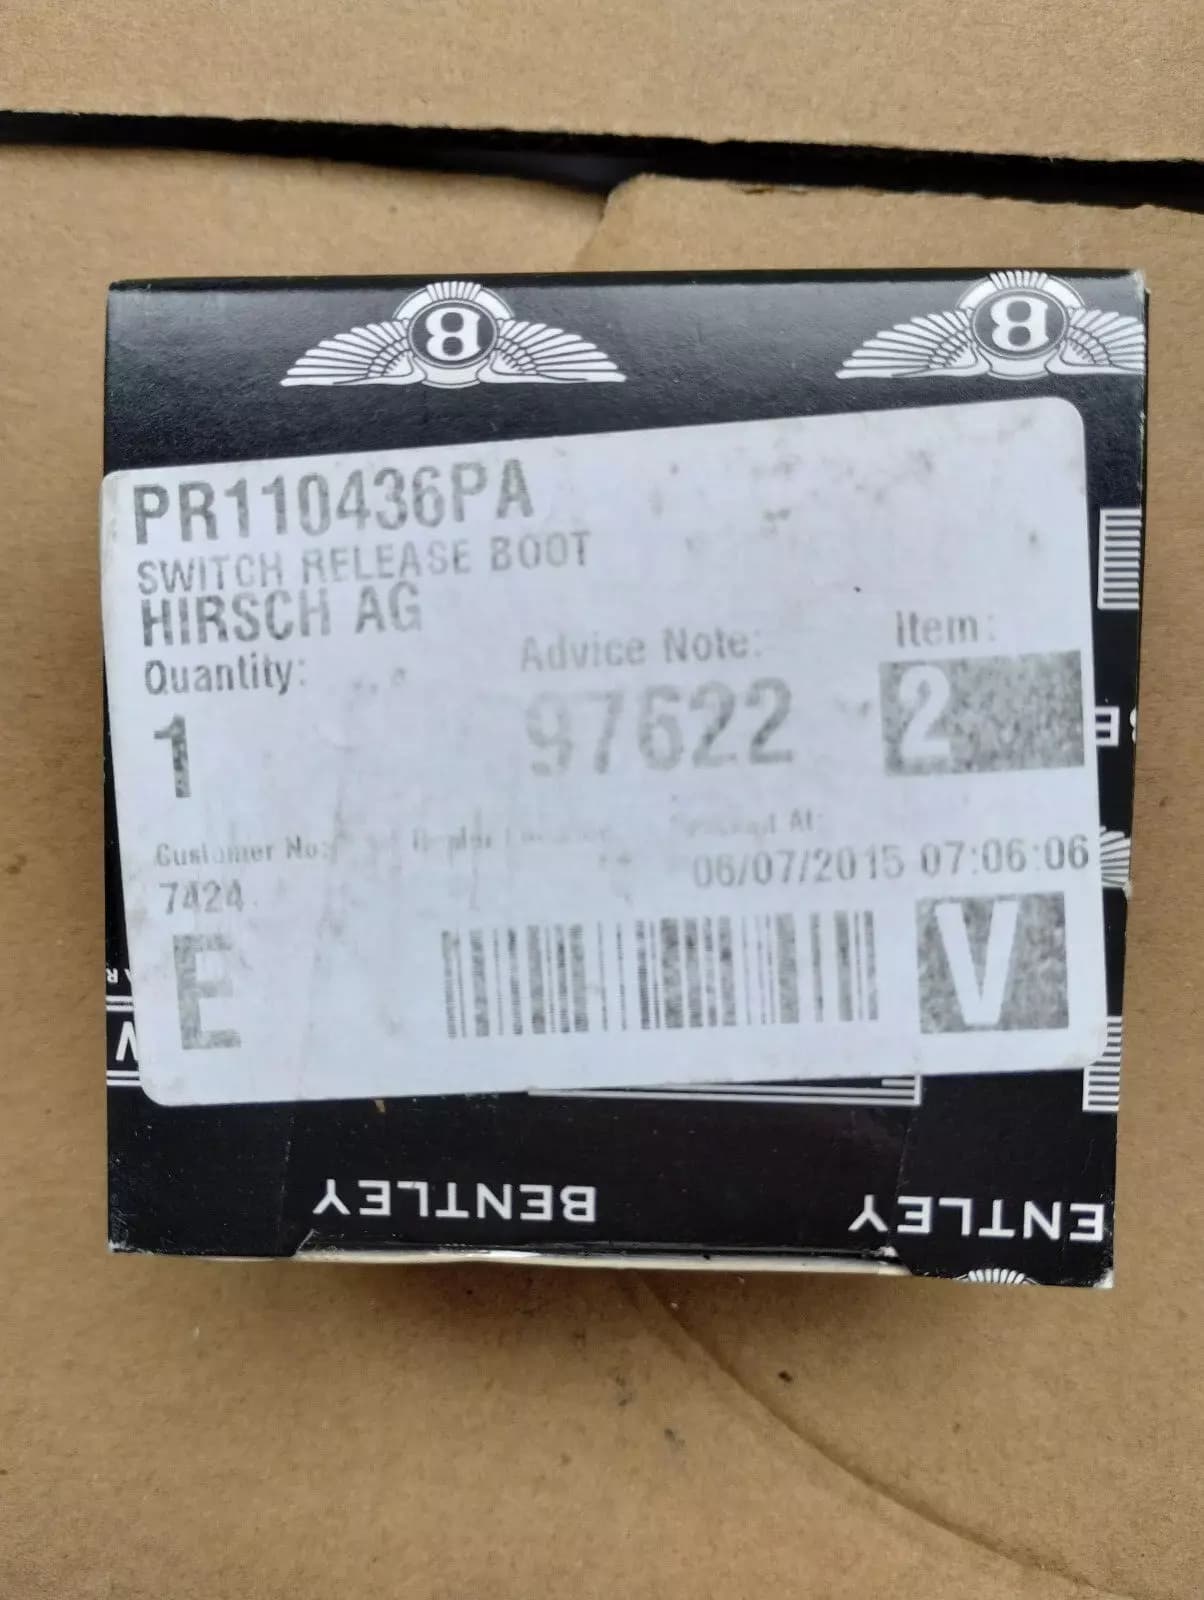 B
B
PR110436PA
SWITCH RELEASE BOOT
HIRSCH AG
Quantity:
Advice Note:
Item:
1
97622
2
Customer No:
At:
7424
06/07/2015 07:06:06
E
V
BENTLEY
ENTLEY